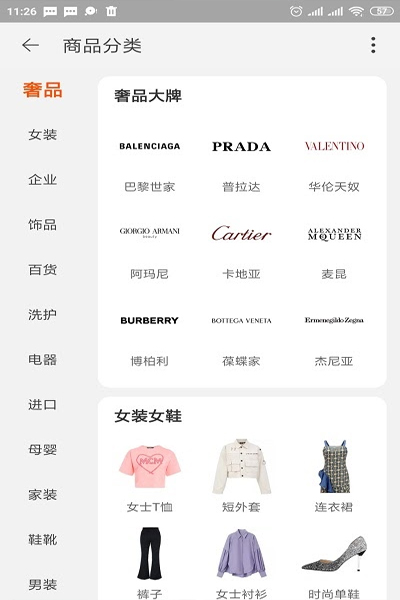 11:26
57
商品分类
奢品
女装
企业
饰品
百货
洗护
电器
进口
母婴
家装
鞋靴
男装
奢品大牌
BALENCIAGA PRADA VALENTINO
巴黎世家 普拉达 华伦天奴
GIORGIO ARMANI Cartier ALEXANDER
beauty MCQUEEN
阿玛尼 卡地亚 麦昆
BURBERRY BOTTEGA VENETA Ermenegildo Zegna
博柏利 葆蝶家 杰尼亚
女装女鞋
MCM
女士T恤 短外套 连衣裙
裤子 女士衬衫 时尚单鞋